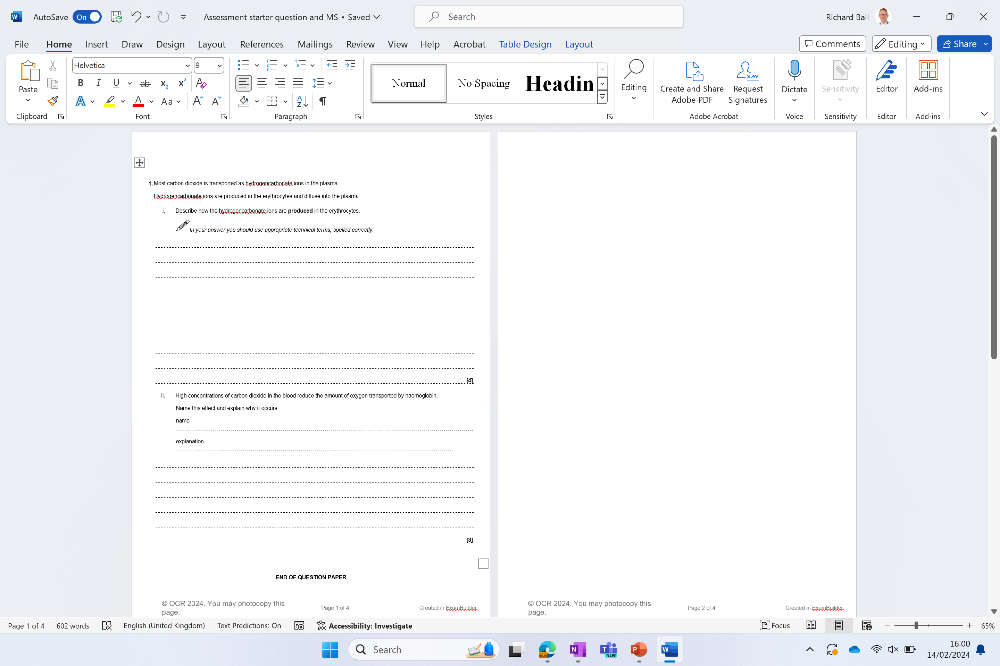 AutoSave On Assessment starter question and MS • Saved Search Richard Ball
File Home Insert Draw Design Layout References Mailings Review View Help Acrobat Table Design Layout Comments Editing Share
Helvetica 9
Paste
Normal No Spacing Headin
Editing
Create and Share Adobe PDF
Request Signatures
Dictate
Sensitivity
Editor
Add-ins
Clipboard Font Paragraph Styles Adobe Acrobat Voice Sensitivity Editor Add-ins
1. Most carbon dioxide is transported as hydrogencarbonate ions in the plasma.
Hydrogencarbonate ions are produced in the erythrocytes and diffuse into the plasma.
i. Describe how the hydrogencarbonate ions are produced in the erythrocytes.
In your answer you should use appropriate technical terms, spelled correctly.
[4]
ii. High concentrations of carbon dioxide in the blood reduce the amount of oxygen transported by haemoglobin.
Name this effect and explain why it occurs.
name
explanation
[3]
END OF QUESTION PAPER
© OCR 2024. You may photocopy this page. Page 1 of 4 Created in ExamBuilder
© OCR 2024. You may photocopy this page. Page 2 of 4 Created in ExamBuilder
Page 1 of 4 602 words English (United Kingdom) Text Predictions: On Accessibility: Investigate Focus 65%
Search NEW 16:00
14/02/2024